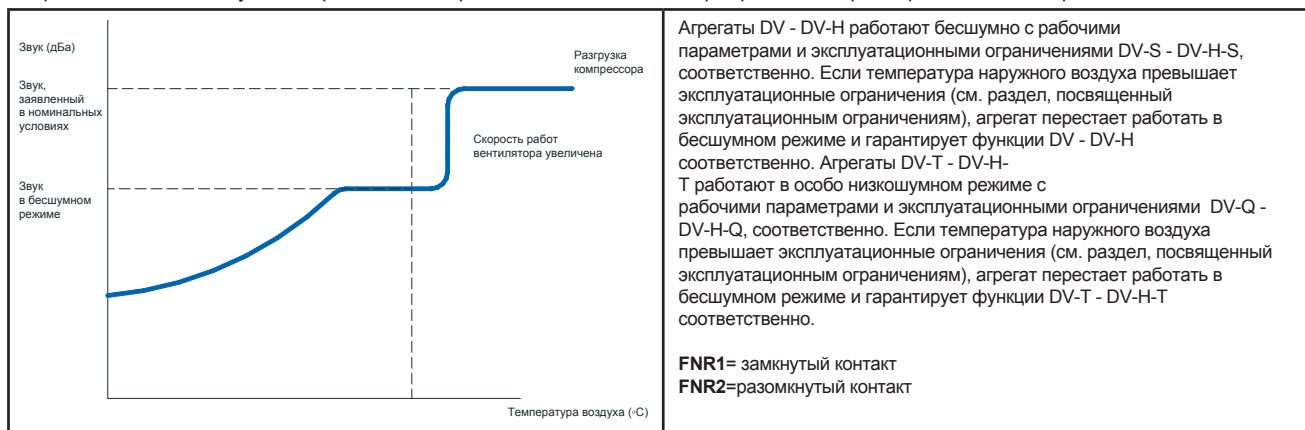 Звук (дБа)
Звук,
заявленный
в номинальных
условиях
Звук
в бесшумном
режиме
Разгрузка
компрессора
Скорость работ
вентилятора увеличена
Температура воздуха (◦C)
Агрегаты DV - DV-H работают бесшумно с рабочими
параметрами и эксплуатационными ограничениями DV-S - DV-H-S,
соответственно. Если температура наружного воздуха превышает
эксплуатационные ограничения (см. раздел, посвященный
эксплуатационным ограничениям), агрегат перестает работать в
бесшумном режиме и гарантирует функции DV - DV-H
соответственно. Агрегаты DV-T - DV-H-
T работают в особо низкошумном режиме с
рабочими параметрами и эксплуатационными ограничениями DV-Q -
DV-H-Q, соответственно. Если температура наружного воздуха
превышает эксплуатационные ограничения (см. раздел, посвященный
эксплуатационным ограничениям), агрегат перестает работать в
бесшумном режиме и гарантирует функции DV-T - DV-H-T
соответственно.
FNR1= замкнутый контакт
FNR2=разомкнутый контакт